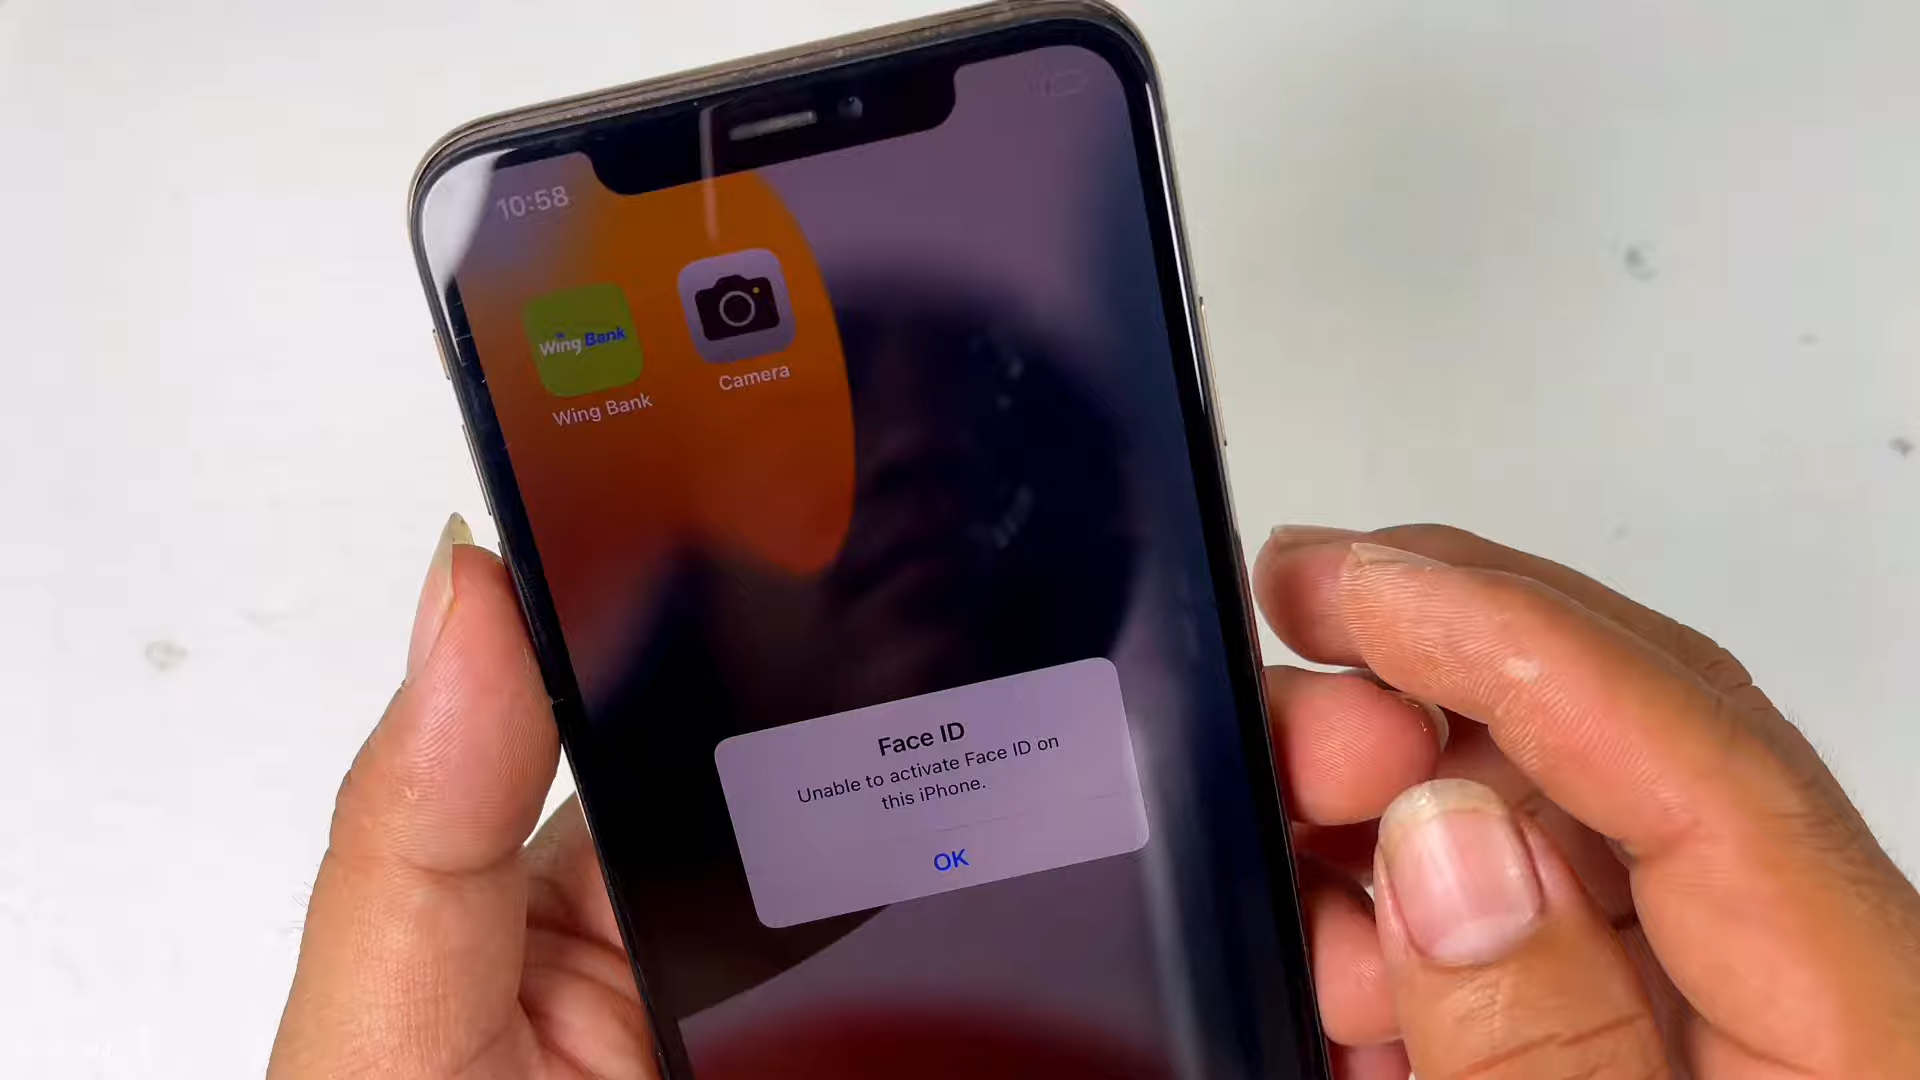 10:58
Wing Bank
Wing Bank
Camera
Face ID
Unable to activate Face ID on
this iPhone.
OK